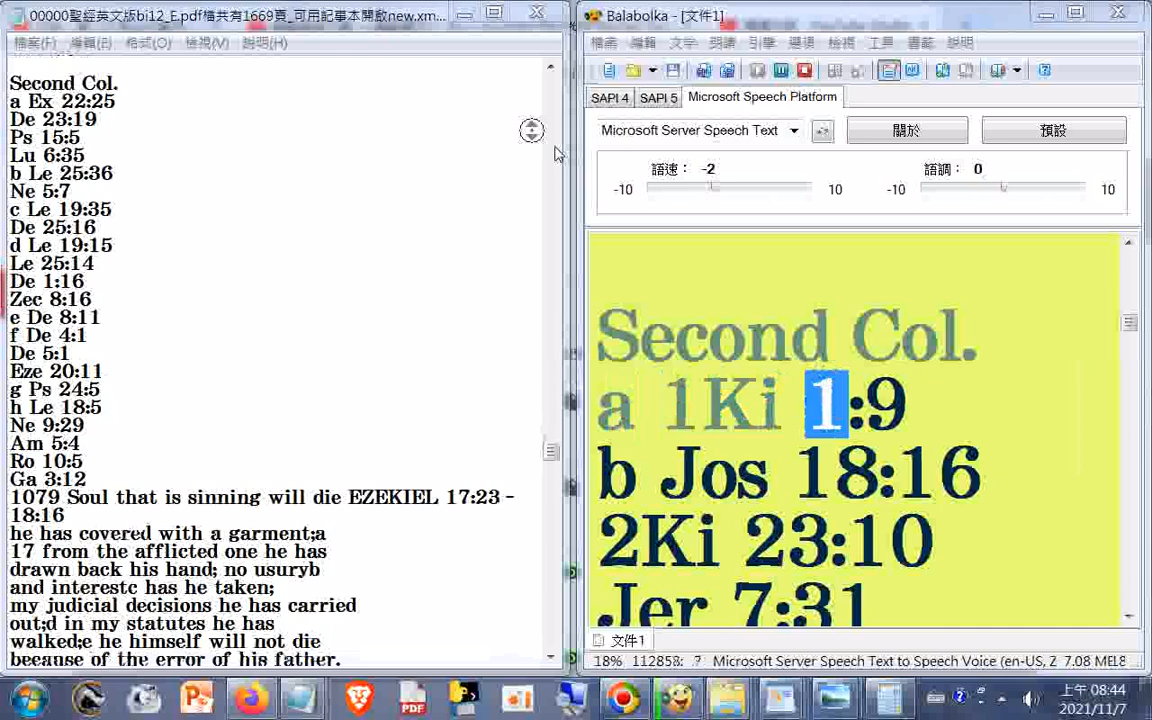 00000聖經英文版bi12_E.pdf檔共有1669頁_可用記事本開啟new.xm...
檔案(F) 編輯(E) 格式(O) 檢視(V) 說明(H)
Second Col.
a Ex 22:25
De 23:19
Ps 15:5
Lu 6:35
b Le 25:36
Ne 5:7
c Le 19:35
De 25:16
d Le 19:15
Le 25:14
De 1:16
Zec 8:16
e De 8:11
f De 4:1
De 5:1
Eze 20:11
g Ps 24:5
h Le 18:5
Ne 9:29
Am 5:4
Ro 10:5
Ga 3:12
1079 Soul that is sinning will die EZEKIEL 17:23 -
18:16
he has covered with a garment;a
17 from the afflicted one he has
drawn back his hand; no usuryb
and interestc has he taken;
my judicial decisions he has carried
out;d in my statutes he has
walked;e he himself will not die
beeause of the error of his father.
Balabolka - [文件1]
檔案 編輯 文字 朗讀 引擎 選項 檢視 工具 書籤 說明
SAPI 4 SAPI 5 Microsoft Speech Platform
Microsoft Server Speech Text 關於 預設
語速： -2 語調： 0
-10 10 -10 10
Second Col.
a 1Ki 1:9
b Jos 18:16
2Ki 23:10
Jer 7:31
文件1
18% 11285 ? Microsoft Server Speech Text to Speech Voice (en-US, Z 7.08 MEL8
PDF
上午 08:44
2021/11/7